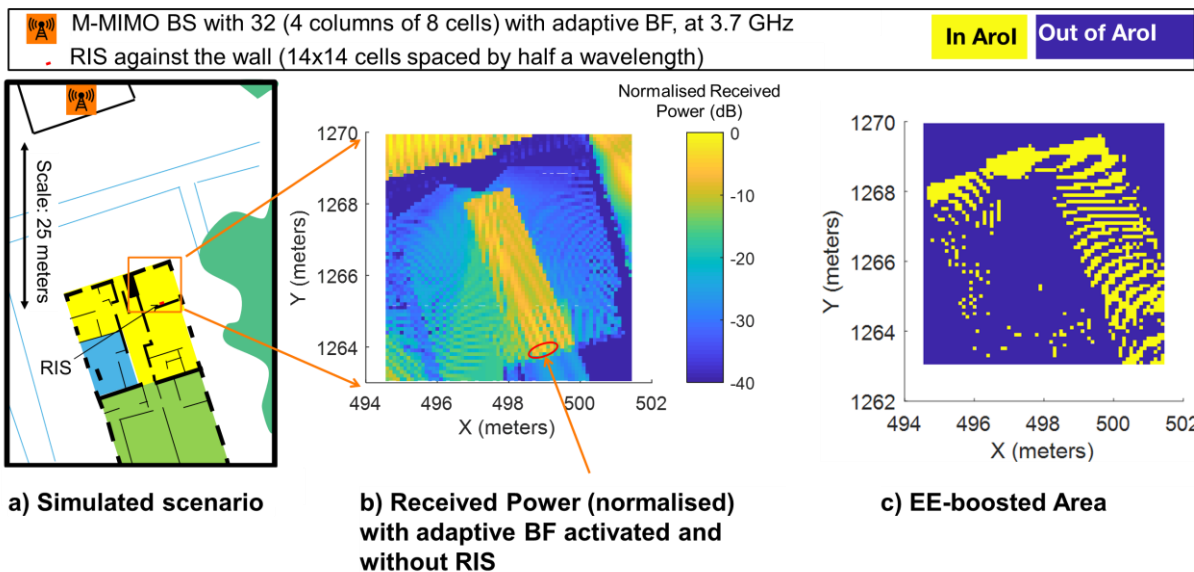 M-MIMO BS with 32 (4 columns of 8 cells) with adaptive BF, at 3.7 GHz
RIS against the wall (14x14 cells spaced by half a wavelength)
In AroI
Out of AroI
Scale: 25 meters
RIS
a) Simulated scenario
Normalised Received
Power (dB)
1270
1268
1266
1264
1262
Y (meters)
494
496
498
500
502
X (meters)
0
-10
-20
-30
-40
b) Received Power (normalised)
with adaptive BF activated and
without RIS
1270
1268
1266
1264
1262
Y (meters)
494
496
498
500
502
X (meters)
c) EE-boosted Area